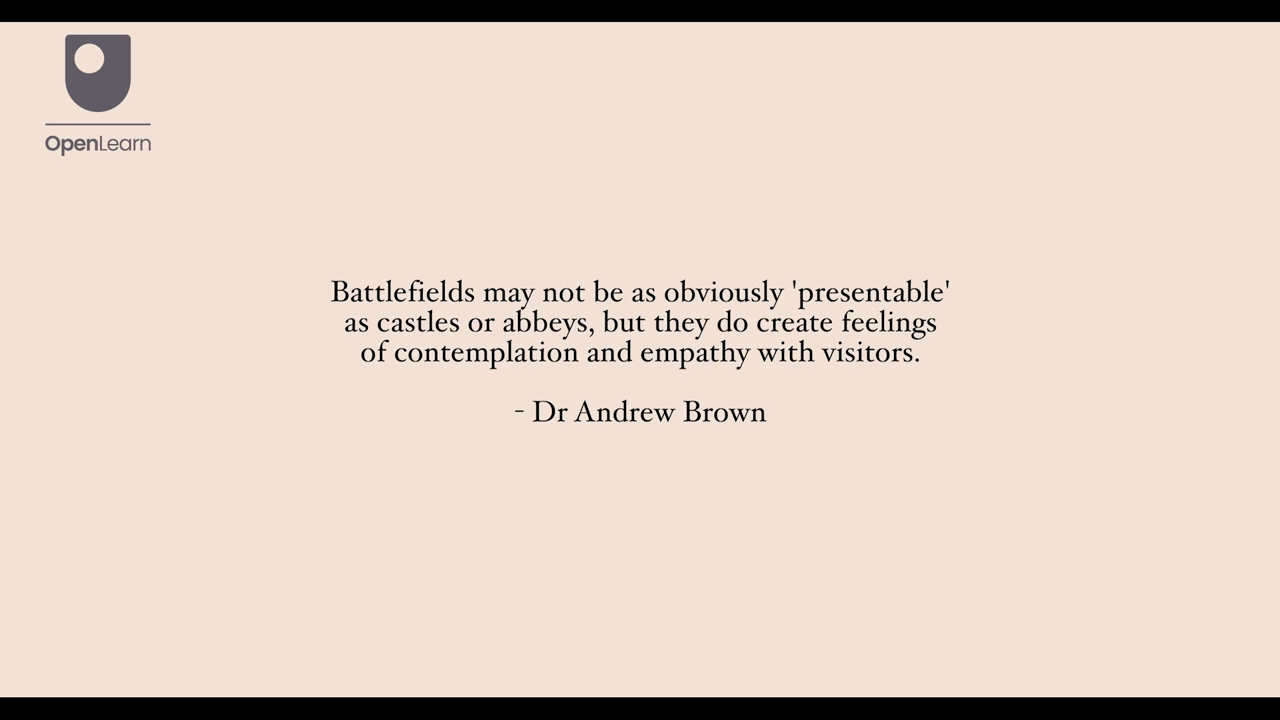 OpenLearn
Battlefields may not be as obviously 'presentable'
as castles or abbeys, but they do create feelings
of contemplation and empathy with visitors.
- Dr Andrew Brown